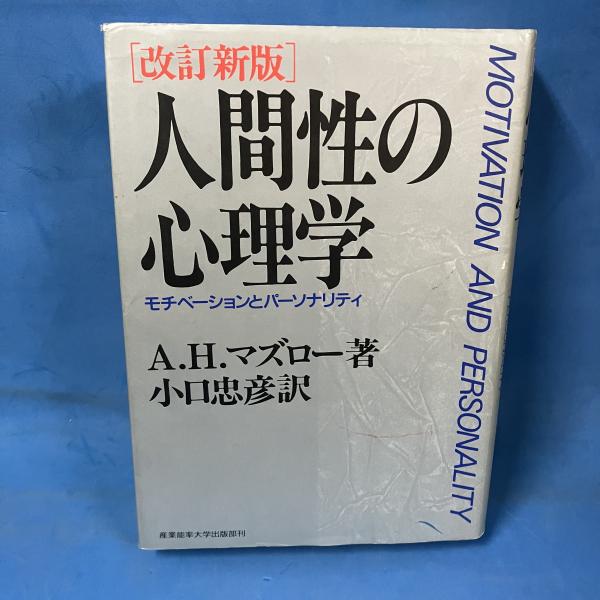 [改訂新版]
人間性の
心理学
モチベーションとパーソナリティ
A.H.マズロー著
小口忠彦訳
産業能率大学出版部刊
MOTIVATION AND PERSONALITY